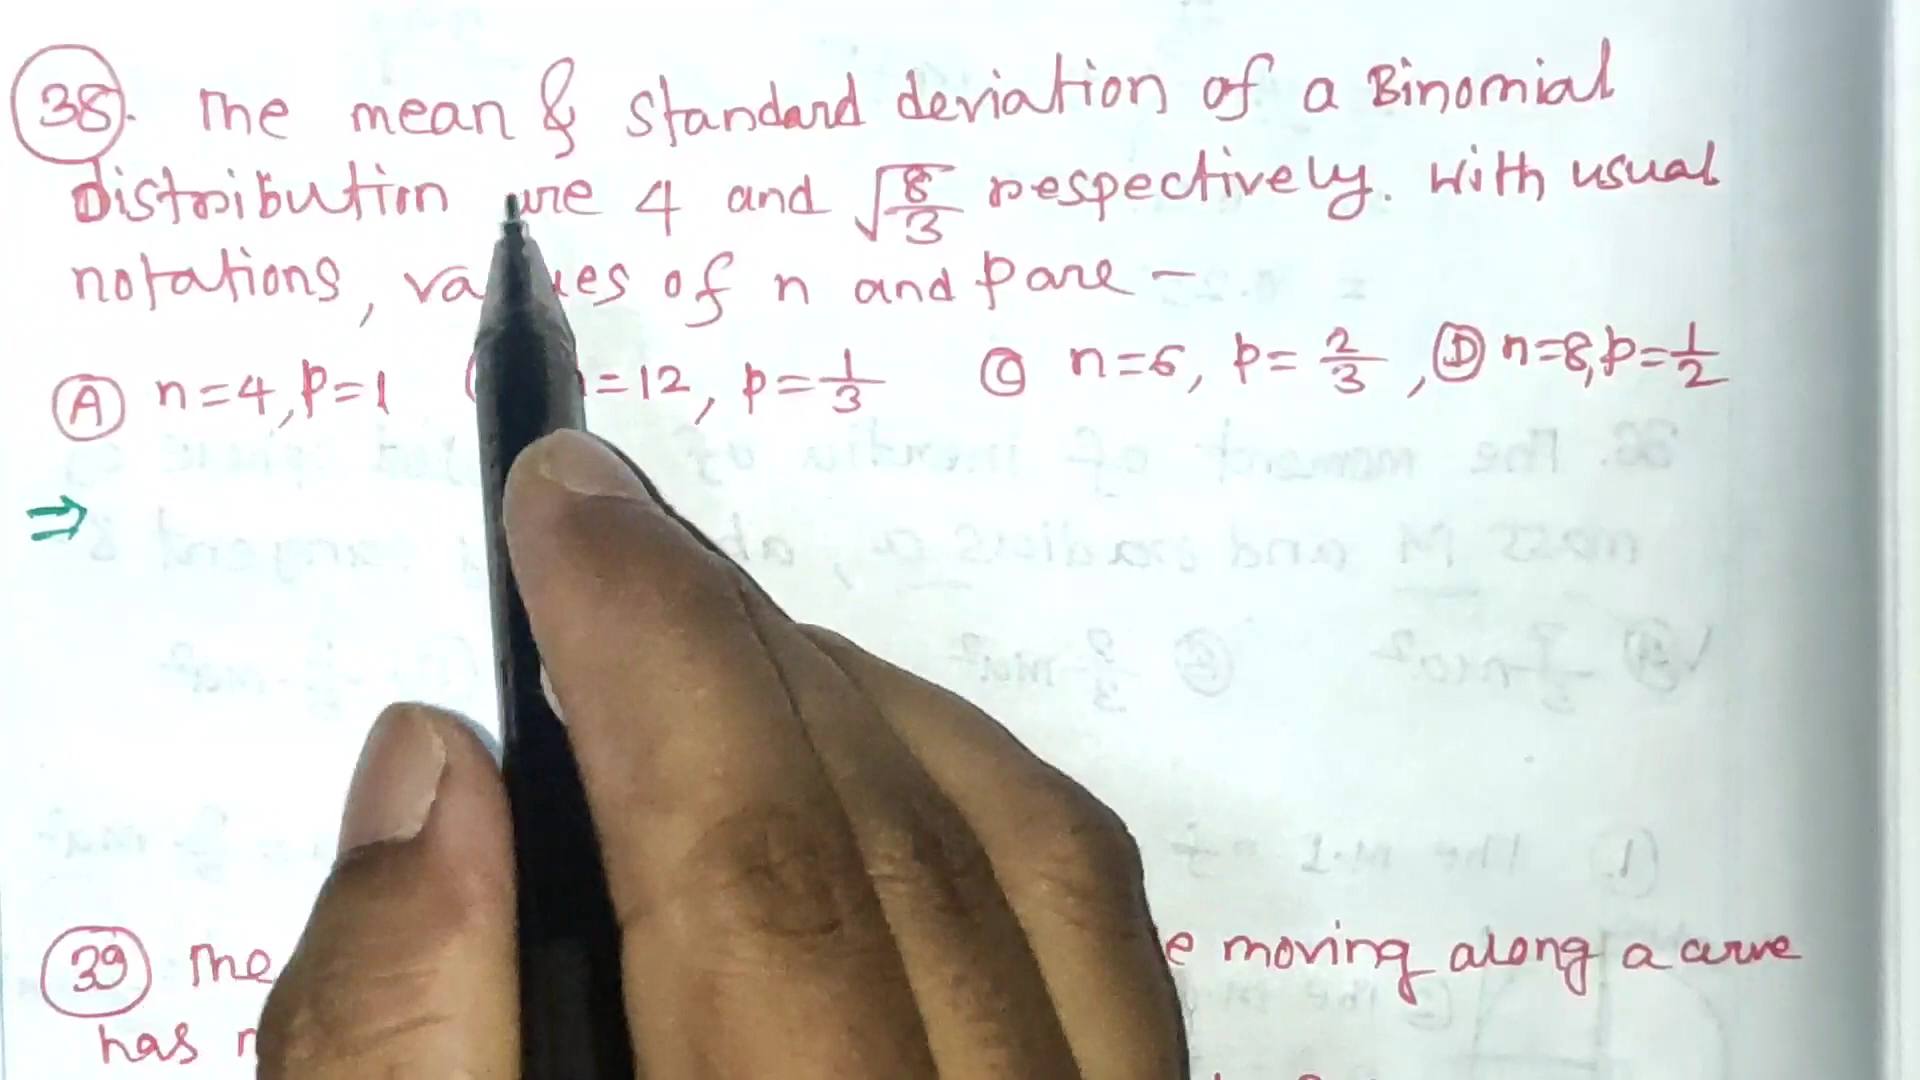 38. The mean & standard deviation of a Binomial
Distribution are 4 and √8/3 respectively. With usual
notations, values of n and p are -
(A) n=4, p=1 n=12, p=1/3 (C) n=6, p=2/3, (D) n=8, p=1/2
⇒
39 The moving along a curve
has